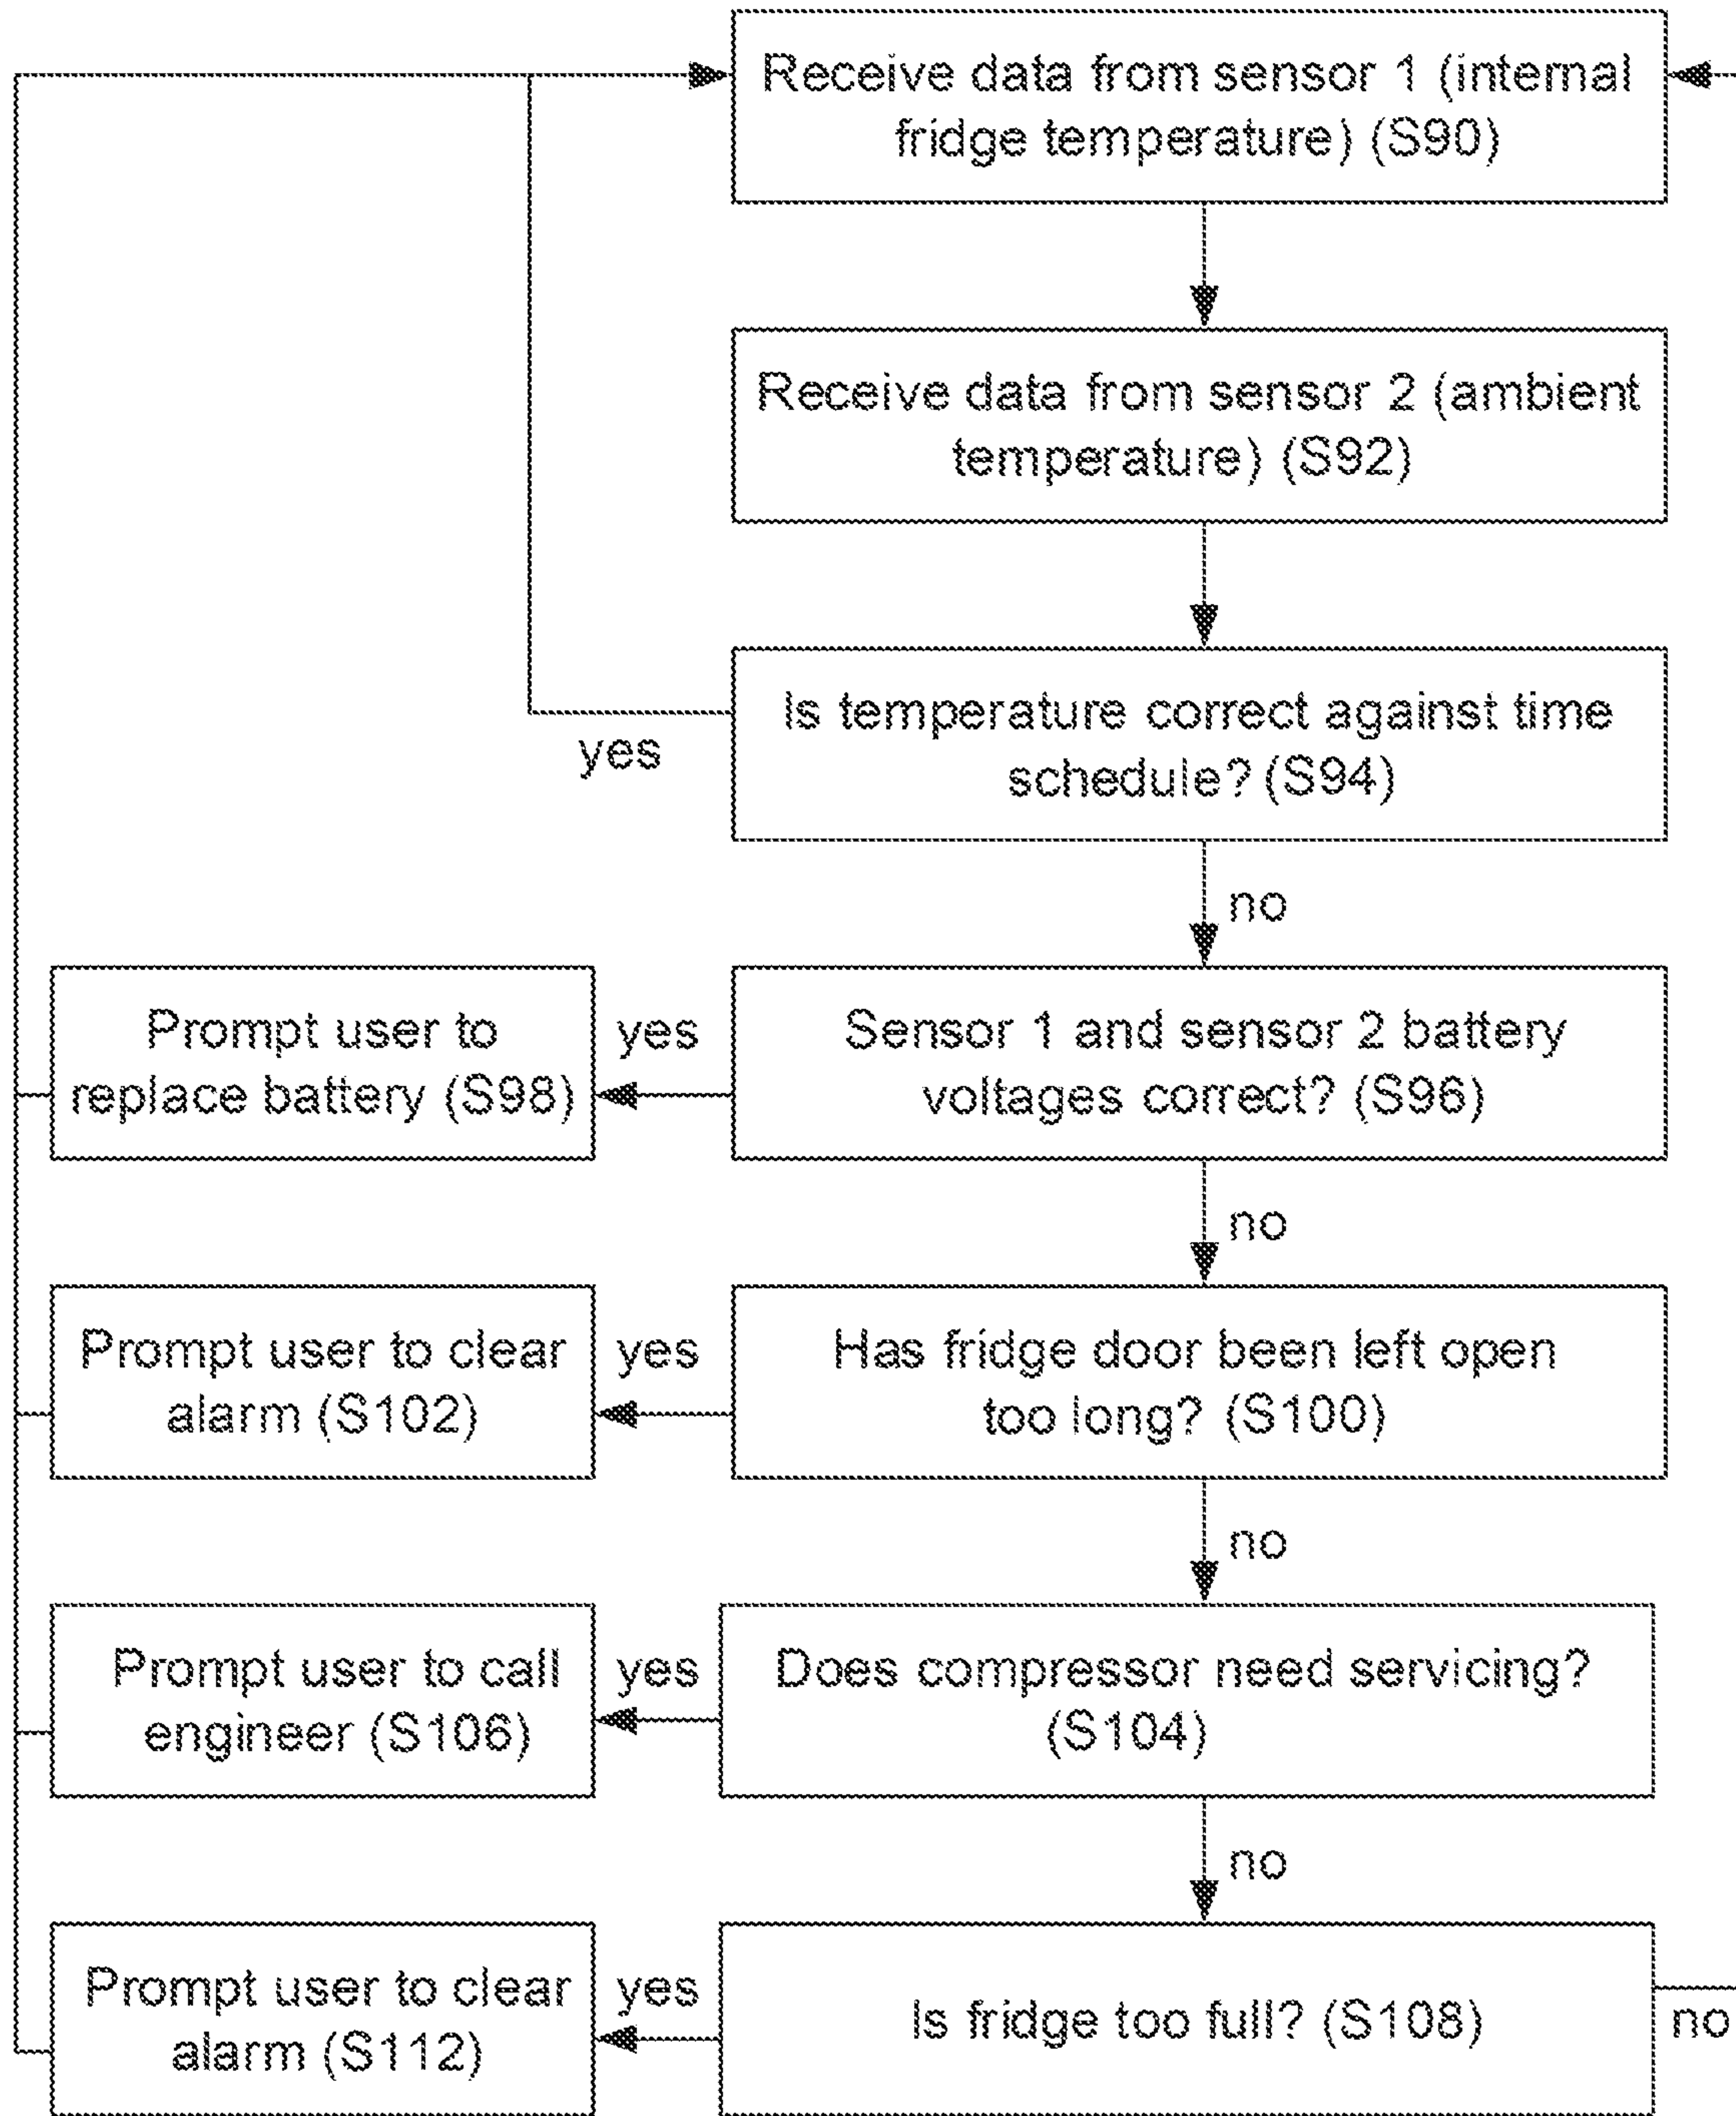 Receive data from sensor 1 (internal
fridge temperature) (S90)
Receive data from sensor 2 (ambient
temperature) (S92)
Is temperature correct against time
schedule? (S94)
yes
no
Prompt user to
replace battery (S98)
yes
Sensor 1 and sensor 2 battery
voltages correct? (S96)
no
Prompt user to clear
alarm (S102)
yes
Has fridge door been left open
too long? (S100)
no
Prompt user to call
engineer (S106)
yes
Does compressor need servicing?
(S104)
no
Prompt user to clear
alarm (S112)
yes
Is fridge too full? (S108)
no